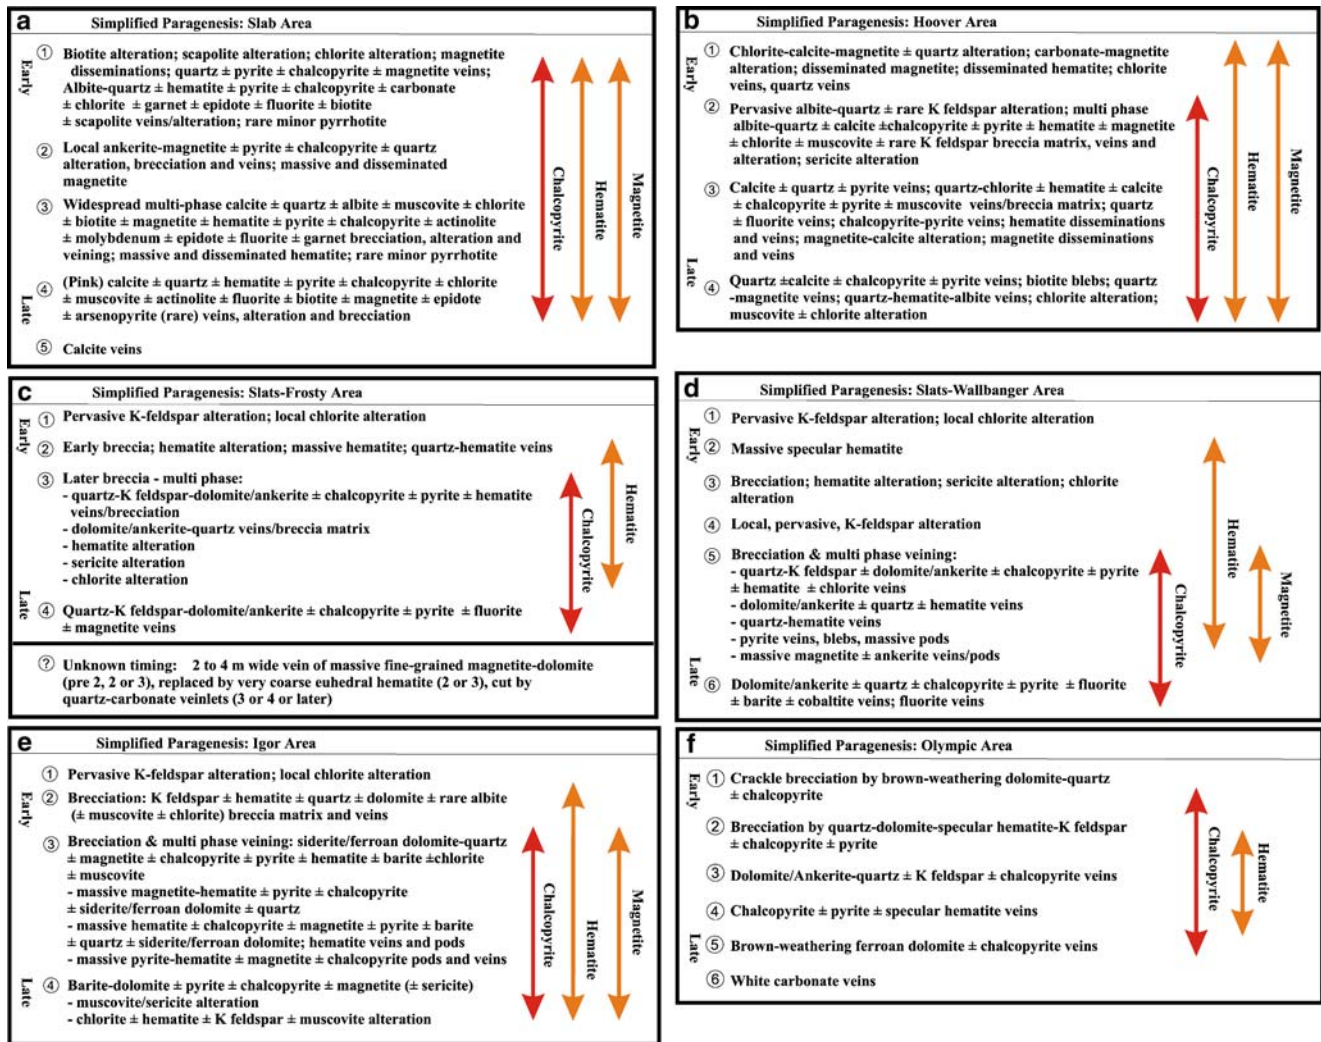 a
Simplified Paragenesis: Slab Area
Early
① Biotite alteration; scapolite alteration; chlorite alteration; magnetite
disseminations; quartz ± pyrite ± chalcopyrite ± magnetite veins;
Albite-quartz ± hematite ± pyrite ± chalcopyrite ± carbonate
± chlorite ± garnet ± epidote ± fluorite ± biotite
± scapolite veins/alteration; rare minor pyrrhotite
② Local ankerite-magnetite ± pyrite ± chalcopyrite ± quartz
alteration, brecciation and veins; massive and disseminated
magnetite
③ Widespread multi-phase calcite ± quartz ± albite ± muscovite ± chlorite
± biotite ± magnetite ± hematite ± pyrite ± chalcopyrite ± actinolite
± molybdenum ± epidote ± fluorite ± garnet brecciation, alteration and
veining; massive and disseminated hematite; rare minor pyrrhotite
Late
④ (Pink) calcite ± quartz ± hematite ± pyrite ± chalcopyrite ± chlorite
± muscovite ± actinolite ± fluorite ± biotite ± magnetite ± epidote
± arsenopyrite (rare) veins, alteration and brecciation
⑤ Calcite veins
Chalcopyrite
Hematite
Magnetite
b
Simplified Paragenesis: Hoover Area
Early
① Chlorite-calcite-magnetite ± quartz alteration; carbonate-magnetite
alteration; disseminated magnetite; disseminated hematite; chlorite
veins, quartz veins
② Pervasive albite-quartz ± rare K feldspar alteration; multi phase
albite-quartz ± calcite ±chalcopyrite ± pyrite ± hematite ± magnetite
± chlorite ± muscovite ± rare K feldspar breccia matrix, veins and
alteration; sericite alteration
③ Calcite ± quartz ± pyrite veins; quartz-chlorite ± hematite ± calcite
± chalcopyrite ± pyrite ± muscovite veins/breccia matrix; quartz
± fluorite veins; chalcopyrite-pyrite veins; hematite disseminations
and veins; magnetite-calcite alteration; magnetite disseminations
and veins
Late
④ Quartz ±calcite ± chalcopyrite ± pyrite veins; biotite blebs; quartz
-magnetite veins; quartz-hematite-albite veins; chlorite alteration;
muscovite ± chlorite alteration
Chalcopyrite
Hematite
Magnetite
c
Simplified Paragenesis: Slats-Frosty Area
Early
① Pervasive K-feldspar alteration; local chlorite alteration
② Early breccia; hematite alteration; massive hematite; quartz-hematite veins
③ Later breccia - multi phase:
- quartz-K feldspar-dolomite/ankerite ± chalcopyrite ± pyrite ± hematite
veins/brecciation
- dolomite/ankerite-quartz veins/breccia matrix
- hematite alteration
- sericite alteration
- chlorite alteration
Late
④ Quartz-K feldspar-dolomite/ankerite ± chalcopyrite ± pyrite ± fluorite
± magnetite veins
Chalcopyrite
Hematite
? Unknown timing: 2 to 4 m wide vein of massive fine-grained magnetite-dolomite
(pre 2, 2 or 3), replaced by very coarse euhedral hematite (2 or 3), cut by
quartz-carbonate veinlets (3 or 4 or later)
d
Simplified Paragenesis: Slats-Wallbanger Area
Early
① Pervasive K-feldspar alteration; local chlorite alteration
② Massive specular hematite
③ Brecciation; hematite alteration; sericite alteration; chlorite
alteration
④ Local, pervasive, K-feldspar alteration
⑤ Brecciation & multi phase veining:
- quartz-K feldspar ± dolomite/ankerite ± chalcopyrite ± pyrite
± hematite ± chlorite veins
- dolomite/ankerite ± quartz ± hematite veins
- quartz-hematite veins
- pyrite veins, blebs, massive pods
- massive magnetite ± ankerite veins/pods
Late
⑥ Dolomite/ankerite ± quartz ± chalcopyrite ± pyrite ± fluorite
± barite ± cobaltite veins; fluorite veins
Chalcopyrite
Hematite
Magnetite
e
Simplified Paragenesis: Igor Area
① Pervasive K-feldspar alteration; local chlorite alteration
Early
② Brecciation: K feldspar ± hematite ± quartz ± dolomite ± rare albite
(± muscovite ± chlorite) breccia matrix and veins
③ Brecciation & multi phase veining: siderite/ferroan dolomite-quartz
± magnetite ± chalcopyrite ± pyrite ± hematite ± barite ±chlorite
± muscovite
- massive magnetite-hematite ± pyrite ± chalcopyrite
± siderite/ferroan dolomite ± quartz
- massive hematite ± chalcopyrite ± magnetite ± pyrite ± barite
± quartz ± siderite/ferroan dolomite; hematite veins and pods
- massive pyrite-hematite ± magnetite ± chalcopyrite pods and veins
Late
④ Barite-dolomite ± pyrite ± chalcopyrite ± magnetite (± sericite)
- muscovite/sericite alteration
- chlorite ± hematite ± K feldspar ± muscovite alteration
Chalcopyrite
Hematite
Magnetite
f
Simplified Paragenesis: Olympic Area
Early
① Crackle brecciation by brown-weathering dolomite-quartz
± chalcopyrite
② Brecciation by quartz-dolomite-specular hematite-K feldspar
± chalcopyrite ± pyrite
③ Dolomite/Ankerite-quartz ± K feldspar ± chalcopyrite veins
④ Chalcopyrite ± pyrite ± specular hematite veins
Late
⑤ Brown-weathering ferroan dolomite ± chalcopyrite veins
⑥ White carbonate veins
Chalcopyrite
Hematite